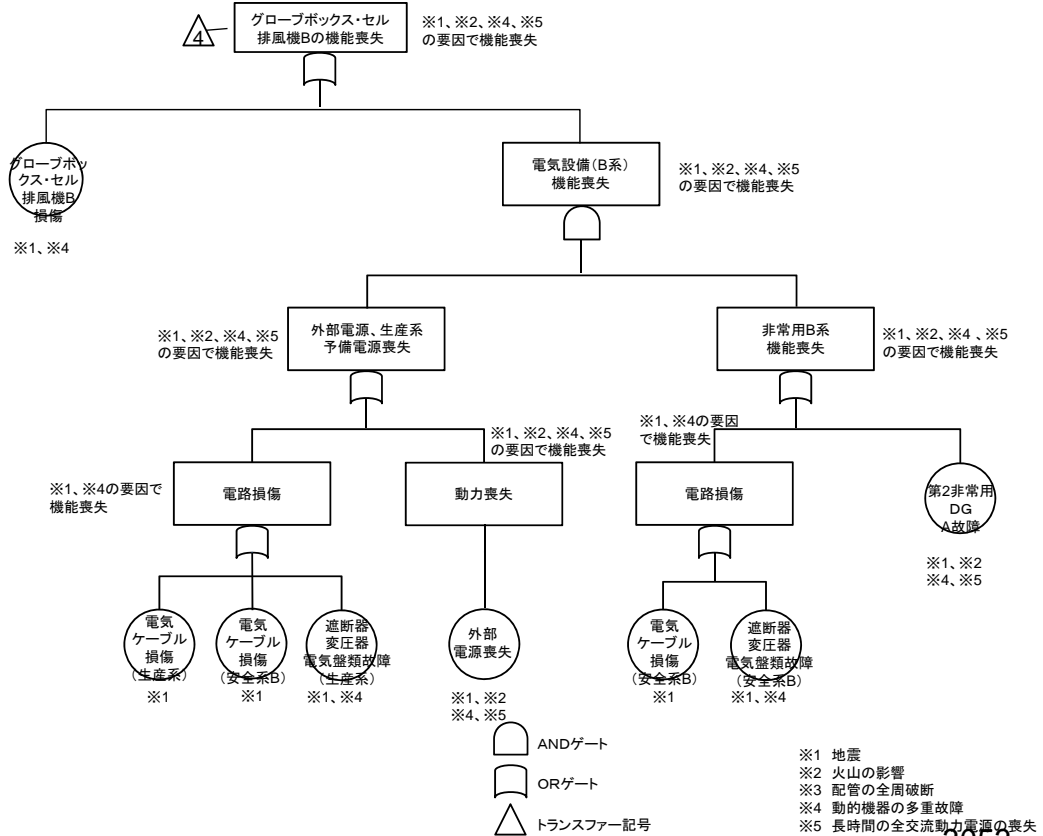 4
グローブボックス・セル
排風機Bの機能喪失
※1、※2、※4、※5
の要因で機能喪失
グローブボッ
クス・セル
排風機B
損傷
※1、※4
電気設備(B系)
機能喪失
※1、※2、※4、※5
の要因で機能喪失
※1、※2、※4、※5
の要因で機能喪失
外部電源、生産系
予備電源喪失
非常用B系
機能喪失
※1、※2、※4 、※5
の要因で機能喪失
※1、※4の要因で
機能喪失
電路損傷
※1、※2、※4、※5
の要因で機能喪失
動力喪失
※1、※4の要因
で機能喪失
電路損傷
第2非常用
DG
A故障
※1、※2
※4、※5
電気
ケーブル
損傷
(生産系)
※1
電気
ケーブル
損傷
(安全系B)
※1
遮断器
変圧器
電気盤類故障
(生産系)
※1、※4
外部
電源喪失
※1、※2
※4、※5
電気
ケーブル
損傷
(安全系B)
※1
遮断器
変圧器
電気盤類故障
(安全系B)
※1、※4
ANDゲート
ORゲート
トランスファー記号
※1 地震
※2 火山の影響
※3 配管の全周破断
※4 動的機器の多重故障
※5 長時間の全交流動力電源の喪失